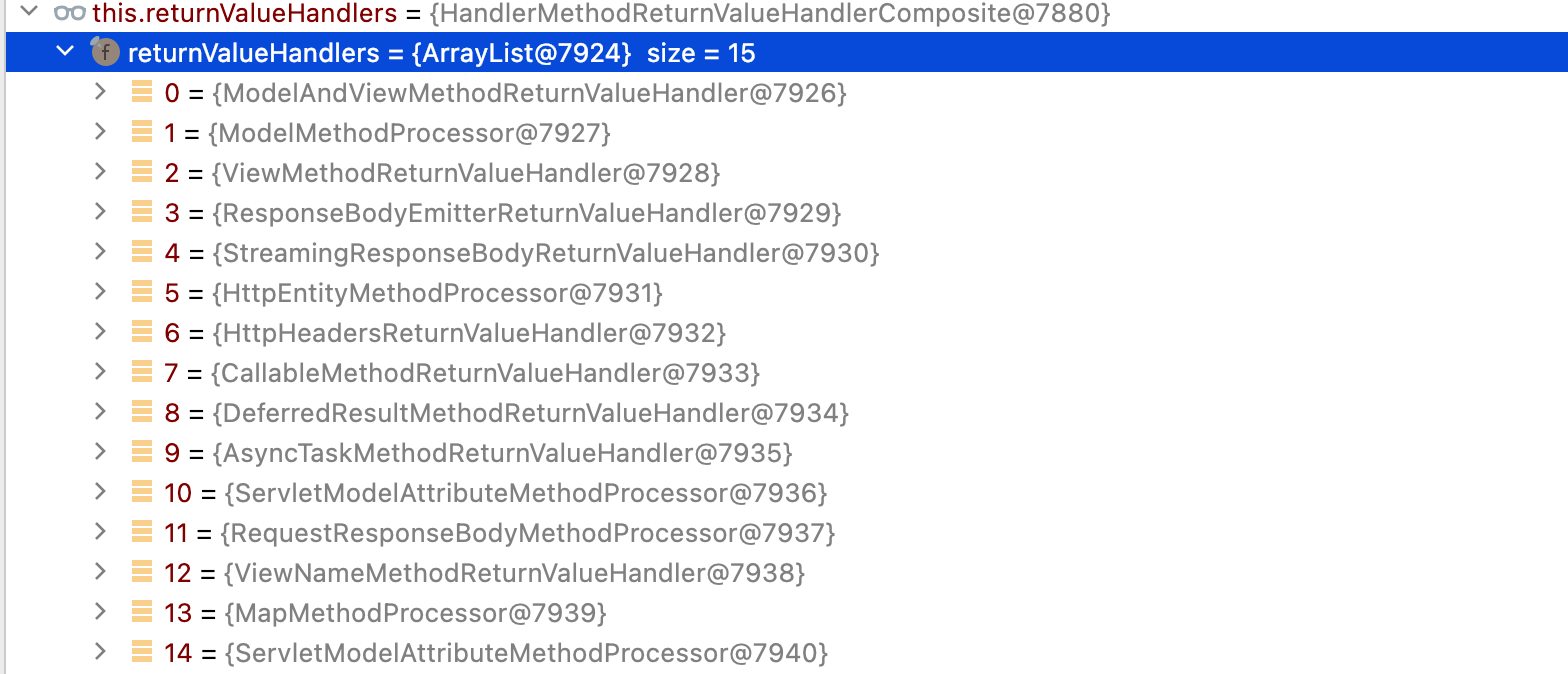 this.returnValueHandlers = {HandlerMethodReturnValueHandlerComposite@7880}
f returnValueHandlers = {ArrayList@7924} size = 15
0 = {ModelAndViewMethodReturnValueHandler@7926}
1 = {ModelMethodProcessor@7927}
2 = {ViewMethodReturnValueHandler@7928}
3 = {ResponseBodyEmitterReturnValueHandler@7929}
4 = {StreamingResponseBodyReturnValueHandler@7930}
5 = {HttpEntityMethodProcessor@7931}
6 = {HttpHeadersReturnValueHandler@7932}
7 = {CallableMethodReturnValueHandler@7933}
8 = {DeferredResultMethodReturnValueHandler@7934}
9 = {AsyncTaskMethodReturnValueHandler@7935}
10 = {ServletModelAttributeMethodProcessor@7936}
11 = {RequestResponseBodyMethodProcessor@7937}
12 = {ViewNameMethodReturnValueHandler@7938}
13 = {MapMethodProcessor@7939}
14 = {ServletModelAttributeMethodProcessor@7940}